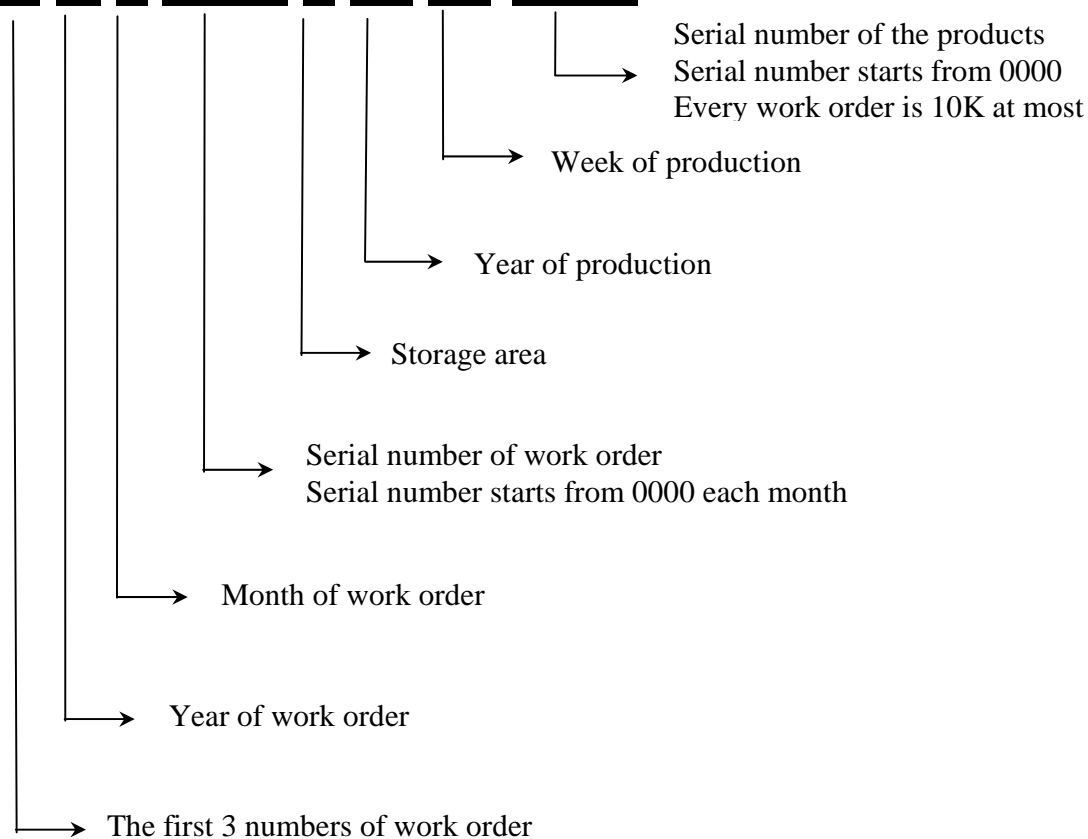 Serial number of the products
Serial number starts from 0000
Every work order is 10K at most
Week of production
Year of production
Storage area
Serial number of work order
Serial number starts from 0000 each month
Month of work order
Year of work order
The first 3 numbers of work order